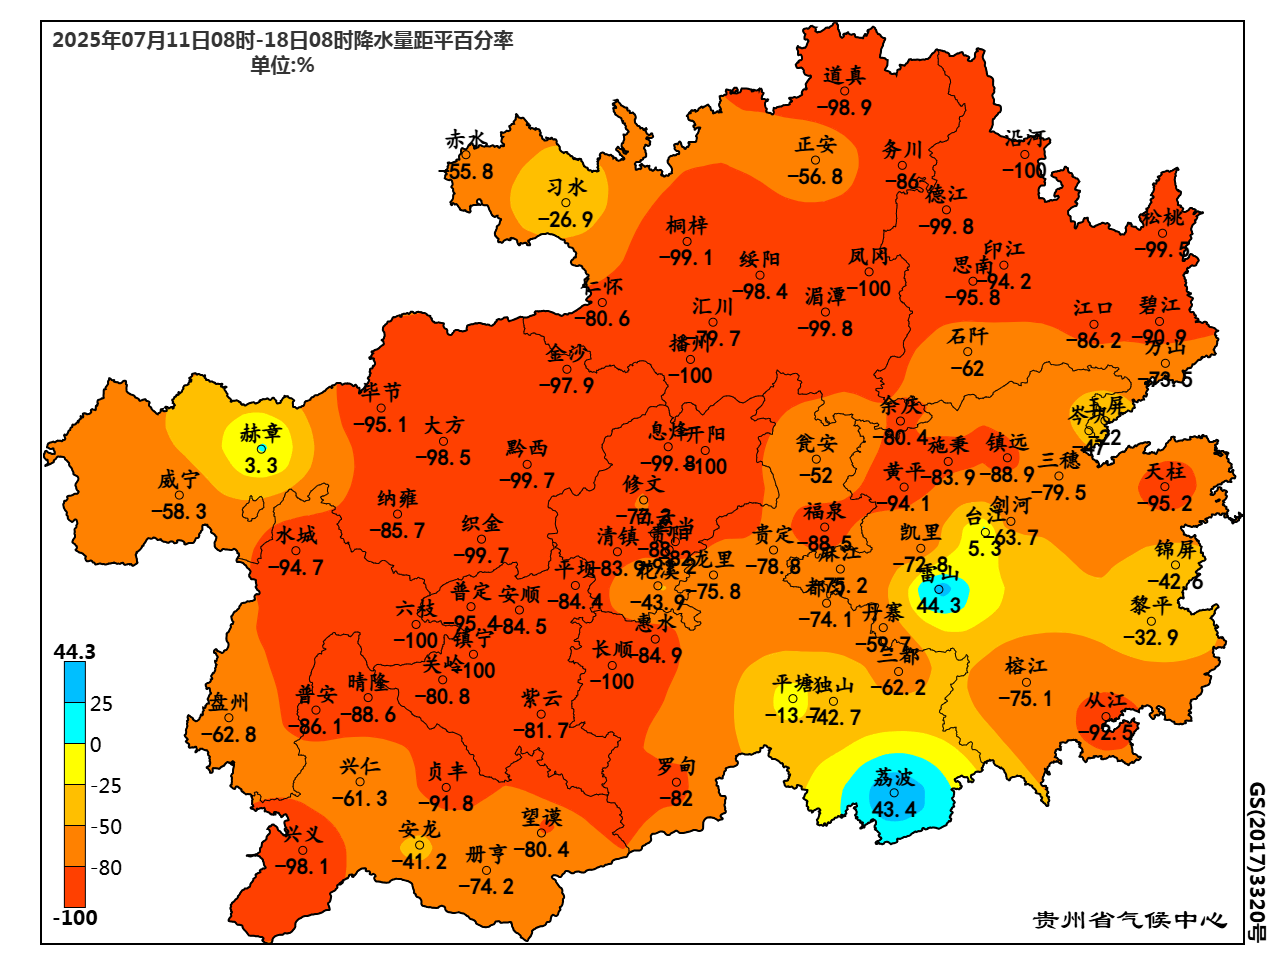 2025年07月11日08时-18日08时降水量距平百分率
单位:%
道真
-98.9
赤水
-55.8
正安
-56.8
务川
-86
沿河
-100
习水
-26.9
德江
-99.8
松桃
-99.5
桐梓
-99.1
绥阳
-98.4
凤冈
-100
印江
-94.2
思南
-95.8
仁怀
-80.6
汇川
-79.7
湄潭
-99.8
江口
-86.2
碧江
-90.9
播州
-100
石阡
-62
万山
-73.5
金沙
-97.9
毕节
-95.1
余庆
-80.4
玉屏
-22
岑巩
-47
赫章
3.3
大方
-98.5
黔西
-99.7
息烽
-99.8
开阳
-100
瓮安
-52
施秉
-83.9
镇远
-88.9
三穗
-79.5
天柱
-95.2
威宁
-58.3
纳雍
-85.7
修文
-77.3
黄平
-94.1
水城
-94.7
织金
-99.7
清镇
-83.9
贵阳
福泉
-88.5
台江
5.3
剑河
-63.7
凯里
-72.8
贵定
-78.8
麻江
-75.2
锦屏
-42.6
平坝
-84.4
花溪
-43.9
龙里
-75.8
雷山
44.3
六枝
-100
普定
-95.4
安顺
-84.5
都匀
-74.1
丹寨
-59.7
黎平
-32.9
镇宁
-100
惠水
-84.9
长顺
-100
关岭
-80.8
三都
-62.2
榕江
-75.1
盘州
-62.8
普安
-86.1
晴隆
-88.6
紫云
-81.7
平塘
-13.7
独山
-42.7
从江
-92.5
兴仁
-61.3
贞丰
-91.8
罗甸
-82
荔波
43.4
兴义
-98.1
安龙
-41.2
望谟
-80.4
册亨
-74.2
44.3
25
0
-25
-50
-80
-100
贵州省气候中心
GS(2017)3320号